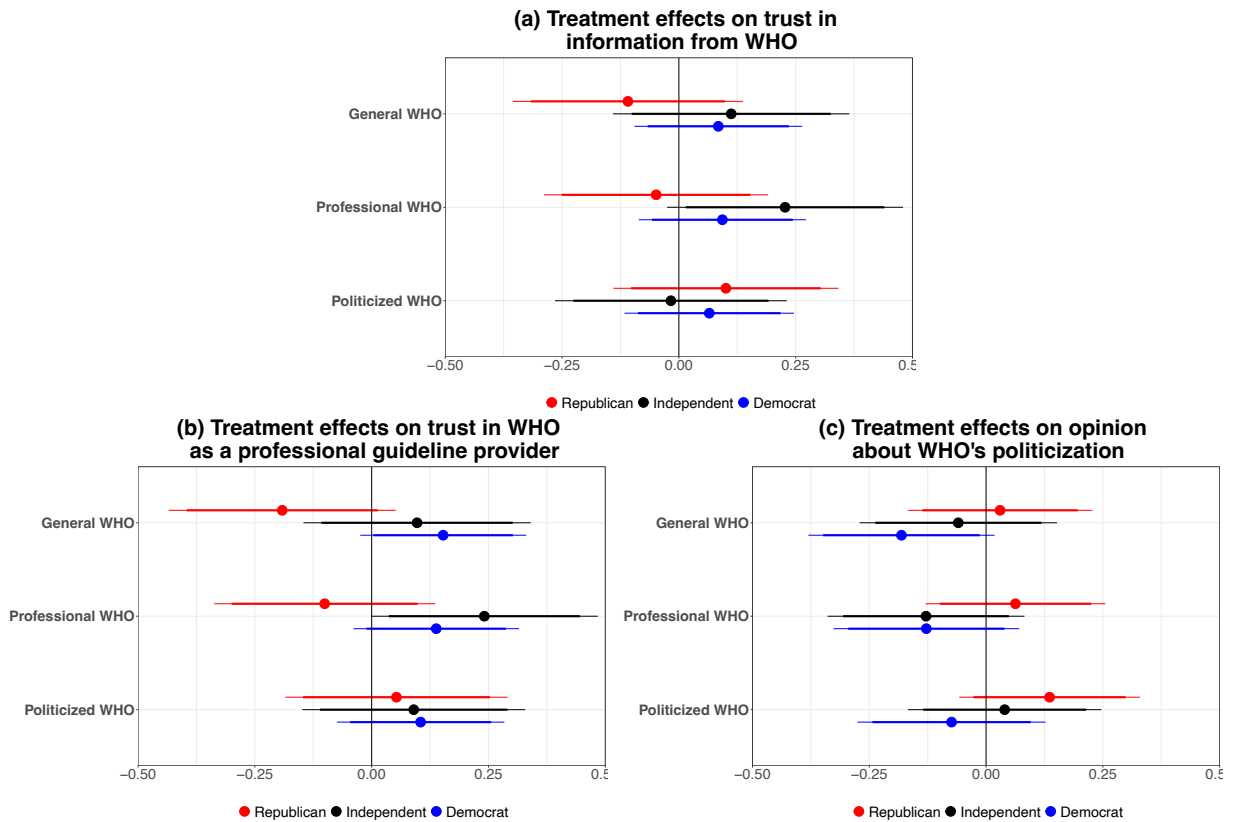 (a) Treatment effects on trust in
information from WHO
General WHO
Professional WHO
Politicized WHO
−0.50 −0.25 0.00 0.25 0.5
Republican Independent Democrat
(b) Treatment effects on trust in WHO
as a professional guideline provider
General WHO
Professional WHO
Politicized WHO
−0.50 −0.25 0.00 0.25 0.5
Republican Independent Democrat
(c) Treatment effects on opinion
about WHO's politicization
General WHO
Professional WHO
Politicized WHO
−0.50 −0.25 0.00 0.25 0.5
Republican Independent Democrat